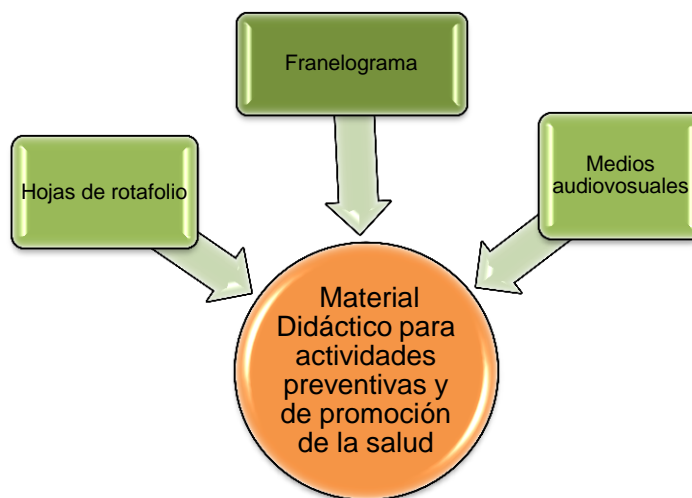 Franelograma
Hojas de rotafolio
Medios
audiovosuales
Material
Didáctico para
actividades
preventivas y
de promoción
de la salud